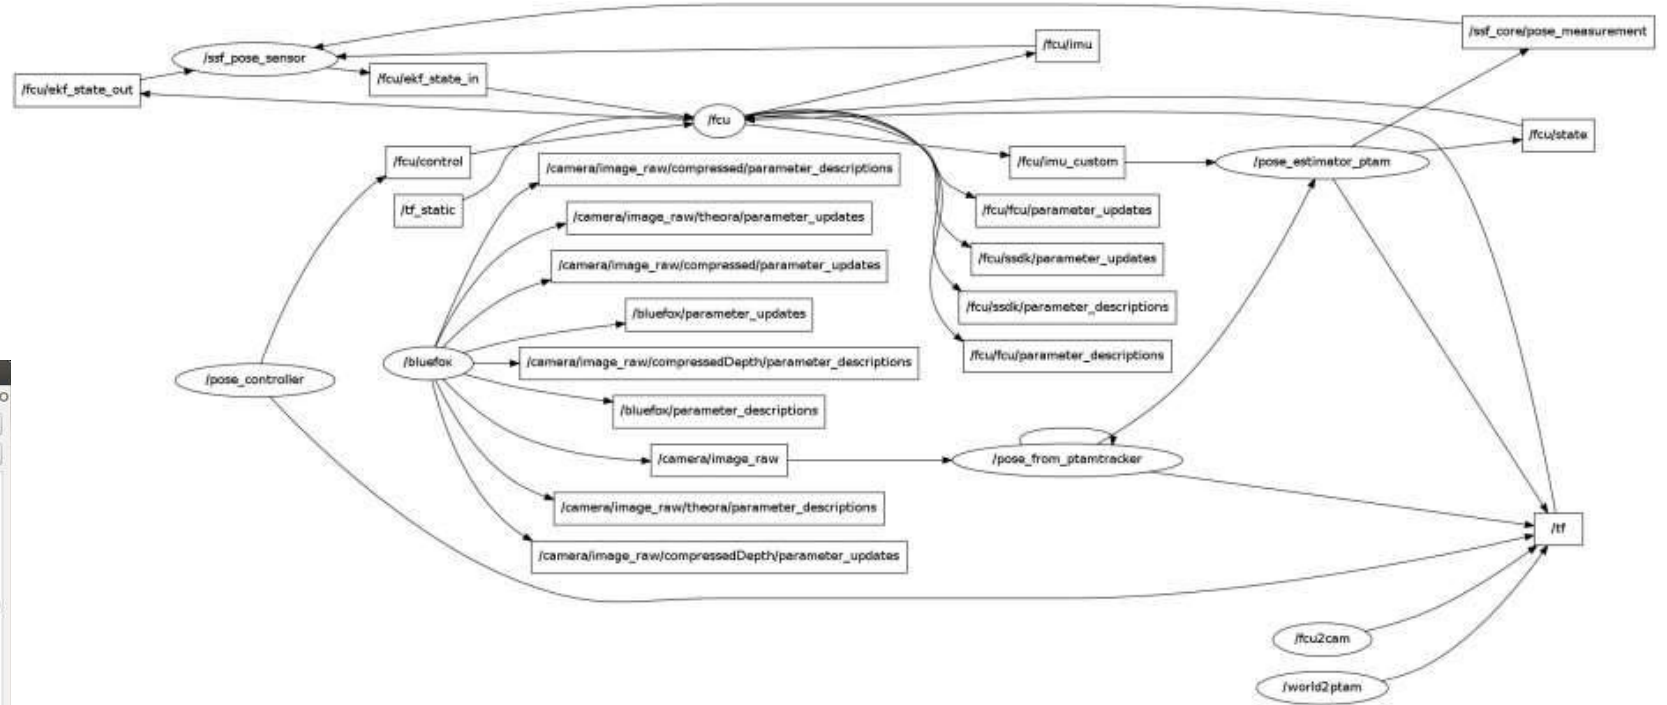 /ssf_core/pose_measurement
/fcu/imu
/ssf_pose_sensor
/fcu/ekf_state_in
/fcu/ekf_state_out
/fcu
/fcu/state
/fcu/control
/fcu/imu_custom
/pose_estimator_ptam
/camera/image_raw/compressed/parameter_descriptions
/tf_static
/fcu/fcu/parameter_updates
/camera/image_raw/theora/parameter_updates
/fcu/ssdk/parameter_updates
/camera/image_raw/compressed/parameter_updates
/fcu/ssdk/parameter_descriptions
/bluefox/parameter_updates
/fcu/fcu/parameter_descriptions
/bluefox
/camera/image_raw/compressedDepth/parameter_descriptions
/pose_controller
/bluefox/parameter_descriptions
/camera/image_raw
/pose_from_ptamtracker
/camera/image_raw/theora/parameter_descriptions
/tf
/camera/image_raw/compressedDepth/parameter_updates
/fcu2cam
/world2ptam